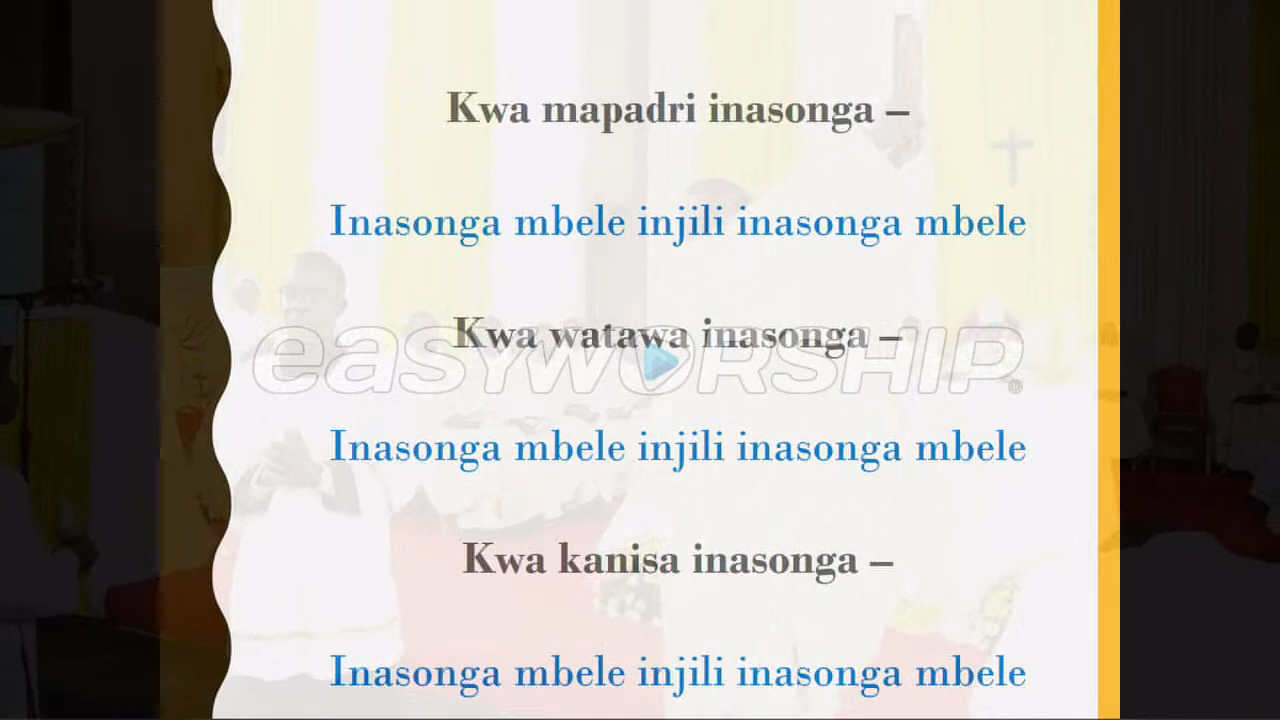 Kwa mapadri inasonga –
Inasonga mbele injili inasonga mbele
Kwa watawa inasonga –
easyworship®
Inasonga mbele injili inasonga mbele
Kwa kanisa inasonga –
Inasonga mbele injili inasonga mbele